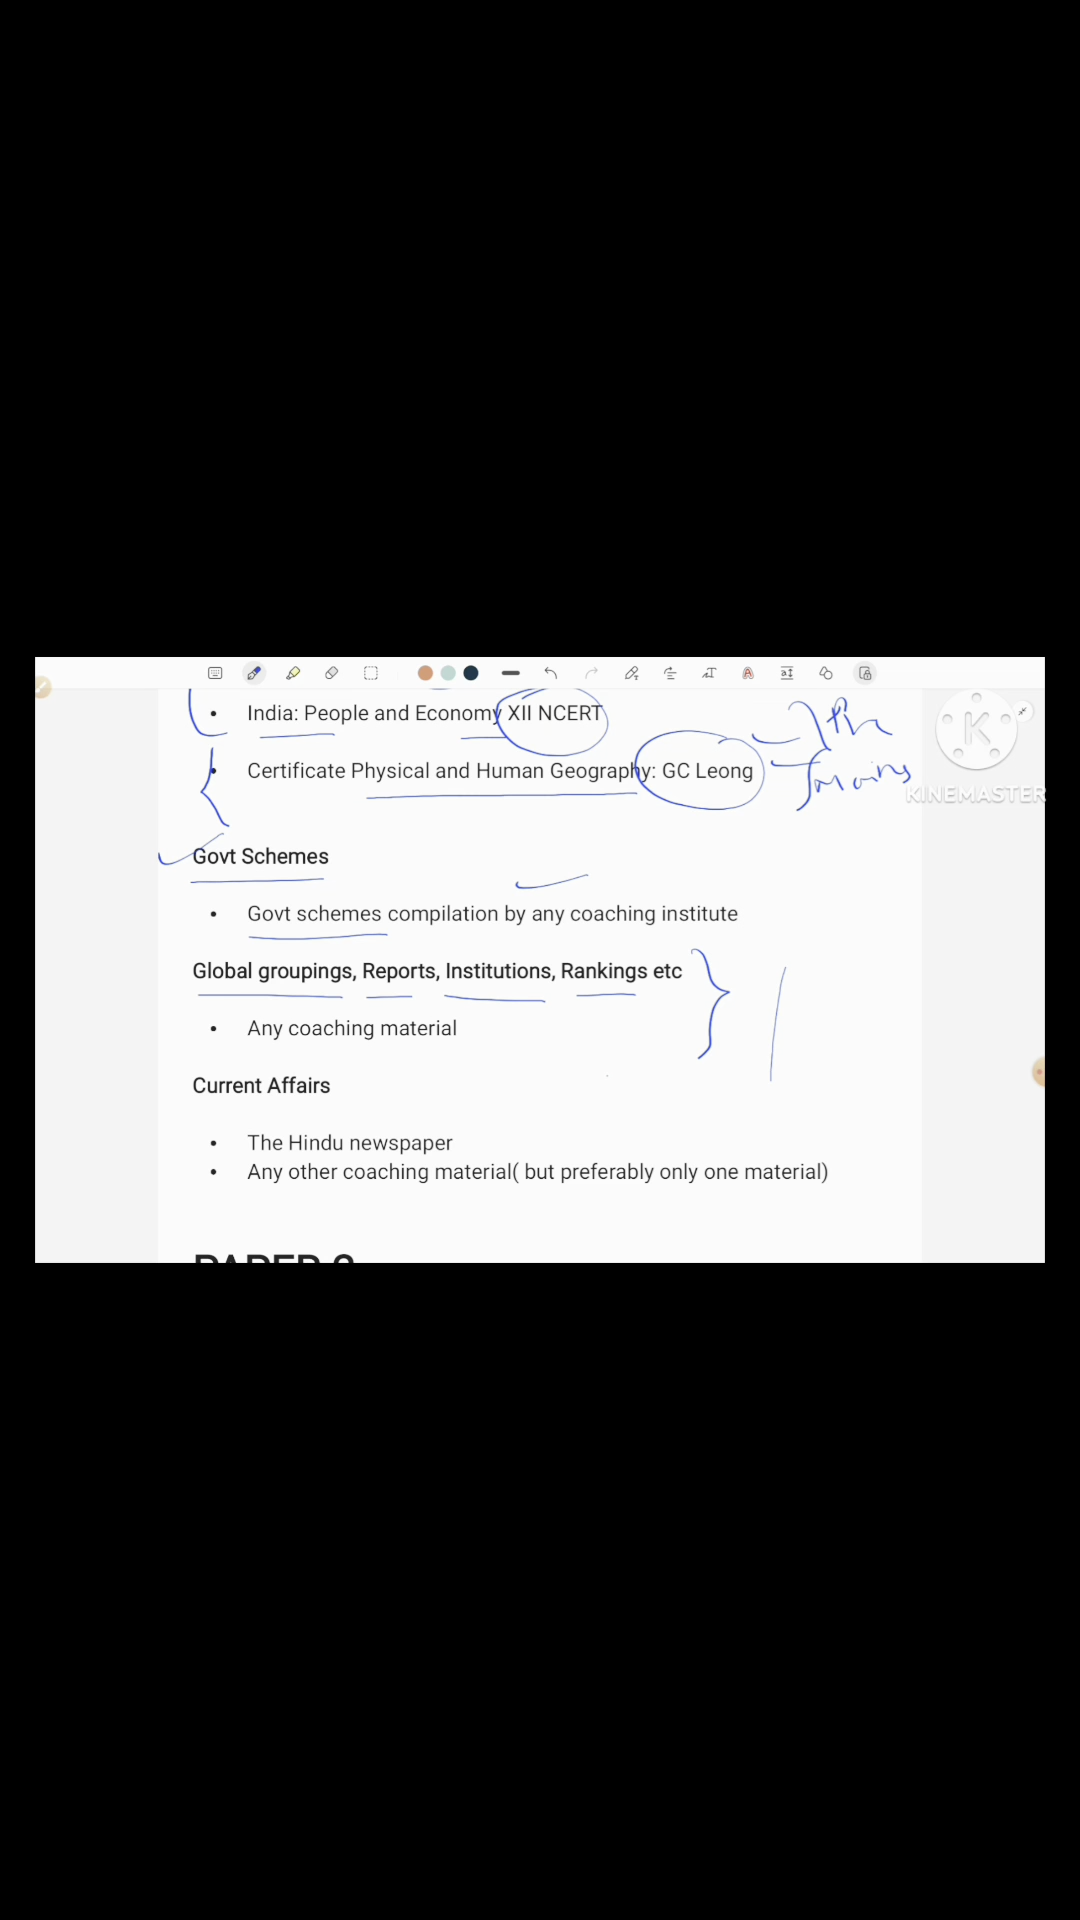 • India: People and Economy XII NCERT
Pre
• Certificate Physical and Human Geography: GC Leong
mains
KINEMASTER
Govt Schemes
• Govt schemes compilation by any coaching institute
Global groupings, Reports, Institutions, Rankings etc
• Any coaching material
Current Affairs
• The Hindu newspaper
• Any other coaching material( but preferably only one material)